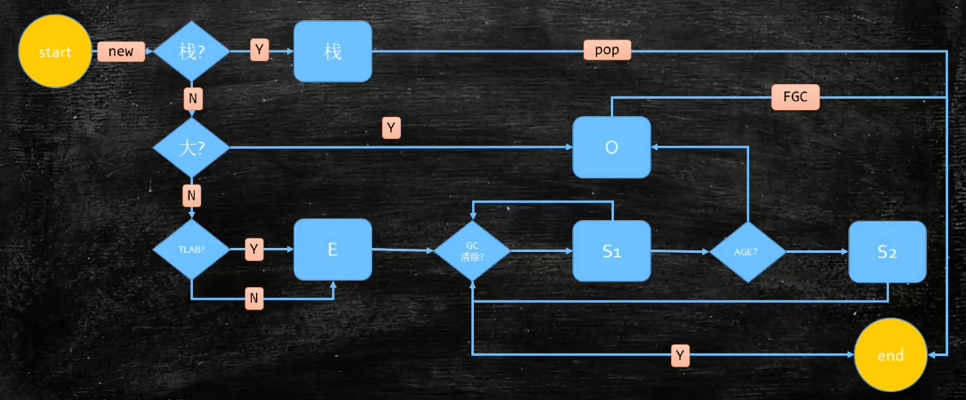 start
new
栈?
Y
栈
pop
N
FGC
大?
Y
O
N
TLAB?
Y
E
GC
清除?
S1
AGE?
S2
N
Y
end